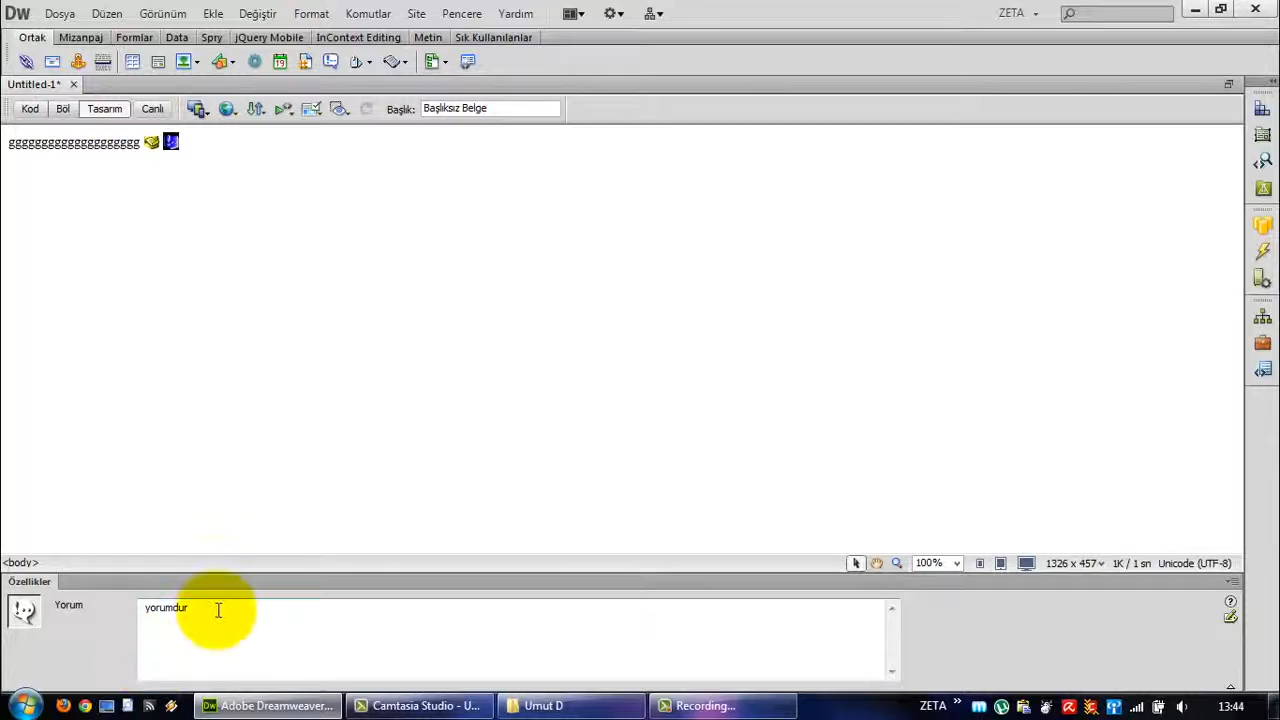 Dw Dosya Düzen Görünüm Ekle Değiştir Format Komutlar Site Pencere Yardım ZETA
Ortak Mizanpaj Formlar Data Spry jQuery Mobile InContext Editing Metin Sık Kullanılanlar
Untitled-1*
Kod Böl Tasarım Canlı Başlık: Başlıksız Belge
gggggggggggggggggggg
<body> 100% 1326 x 457 1K / 1 sn Unicode (UTF-8)
Özellikler
Yorum yorumdur
Adobe Dreamweaver... Camtasia Studio - U... Umut D Recording... ZETA 13:44